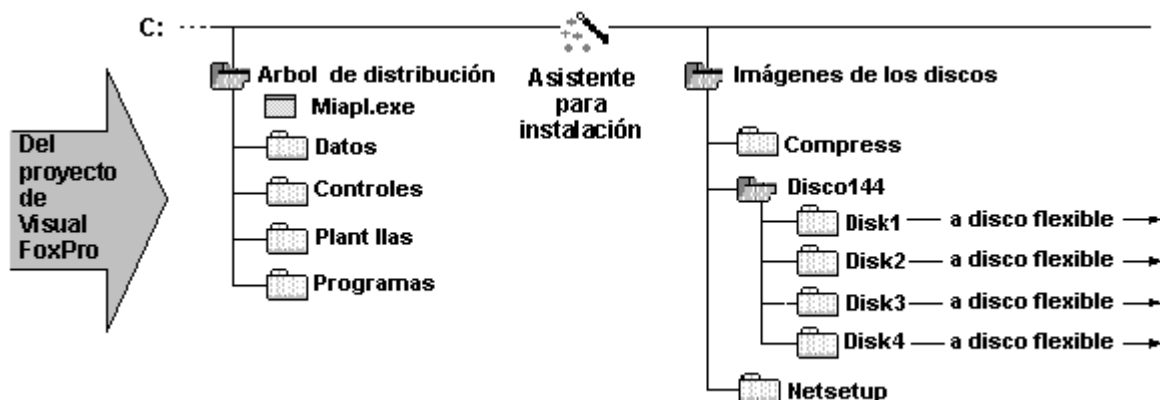 C:
Del
proyecto
de
Visual
FoxPro
Arbol de distribución
Miapl.exe
Datos
Controles
Plant llas
Programas
Asistente
para
instalación
Imágenes de los discos
Compress
Disco144
Disk1 a disco flexible
Disk2 a disco flexible
Disk3 a disco flexible
Disk4 a disco flexible
Netsetup